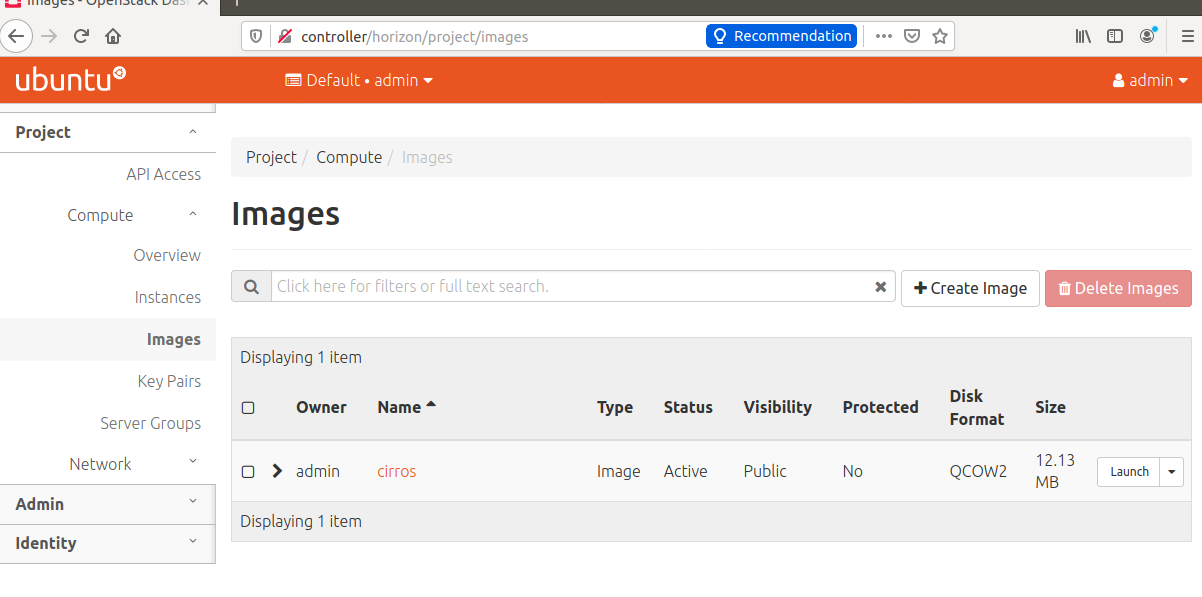 Images - OpenStack Das
controller/horizon/project/images
Recommendation
ubuntu
Default • admin
admin
Project
API Access
Compute
Overview
Instances
Images
Key Pairs
Server Groups
Network
Admin
Identity
Project / Compute / Images
Images
Click here for filters or full text search.
Create Image
Delete Images
Displaying 1 item
Owner Name Type Status Visibility Protected Disk Format Size
admin cirros Image Active Public No QCOW2 12.13 MB Launch
Displaying 1 item